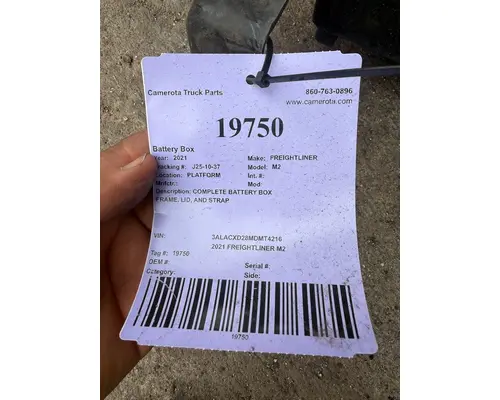 Camerota Truck Parts 860-763-0896
www.camerota.com
19750
Battery Box
Year: 2021 Make: FREIGHTLINER
Tracking #: J25-10-37 Model: M2
Location: PLATFORM Int.#:
Mnfctr.: Mod:
Description: COMPLETE BATTERY BOX
FRAME, LID, AND STRAP
VIN: 3ALACXD28MDMT4216
2021 FREIGHTLINER M2
Tag #: 19750
OEM #: Serial #:
Category: Side:
19750